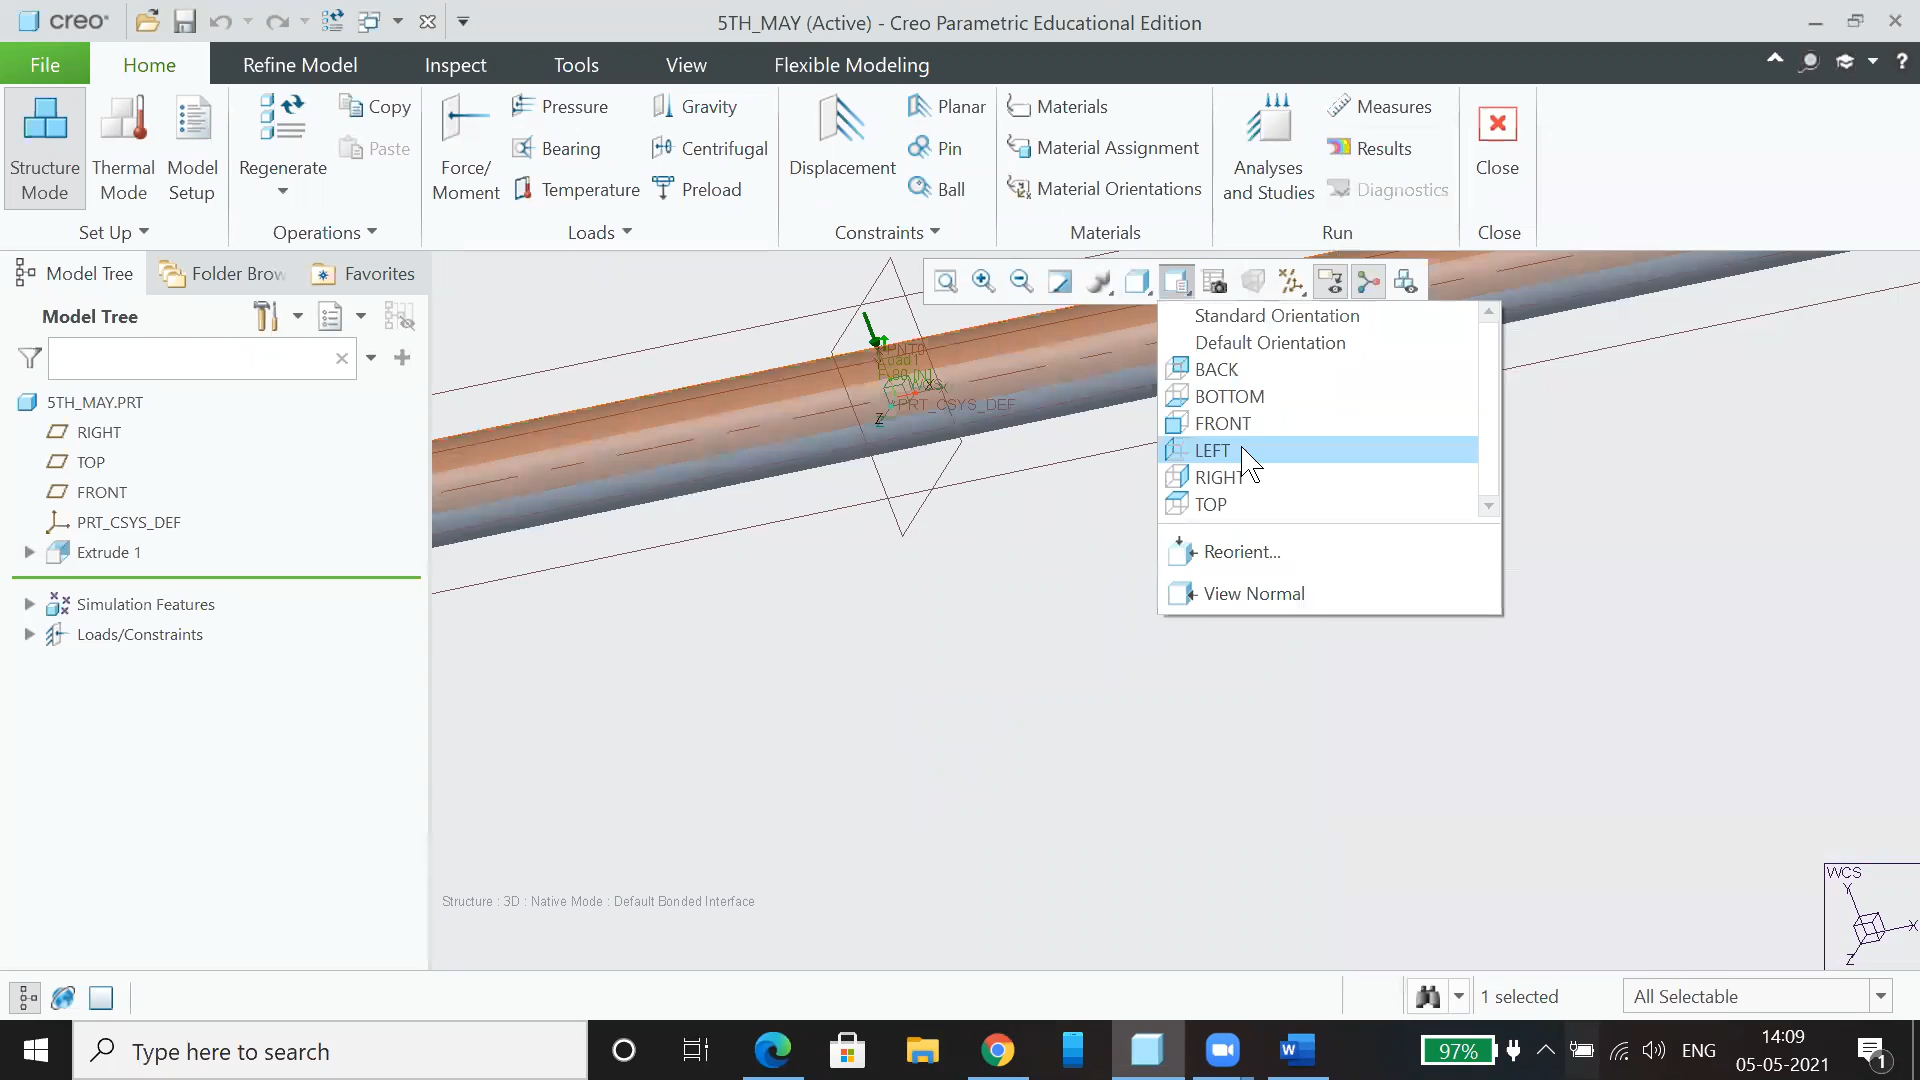 creo®
5TH_MAY (Active) - Creo Parametric Educational Edition
File Home Refine Model Inspect Tools View Flexible Modeling
Structure Mode
Thermal Mode
Model Setup
Set Up
Regenerate
Copy
Paste
Operations
Force/ Moment
Pressure
Bearing
Temperature
Gravity
Centrifugal
Preload
Loads
Displacement
Planar
Pin
Ball
Constraints
Materials
Material Assignment
Material Orientations
Materials
Analyses and Studies
Measures
Results
Diagnostics
Run
Close
Close
Model Tree Folder Brow Favorites
Model Tree
5TH_MAY.PRT
RIGHT
TOP
FRONT
PRT_CSYS_DEF
Extrude 1
Simulation Features
Loads/Constraints
PNT0
Load1
PRT_CSYS_DEF
Z
Standard Orientation
Default Orientation
BACK
BOTTOM
FRONT
LEFT
RIGHT
TOP
Reorient...
View Normal
Structure : 3D : Native Mode : Default Bonded Interface
WCS
Y
X
Z
1 selected
All Selectable
Type here to search
97%
ENG
14:09
05-05-2021
1